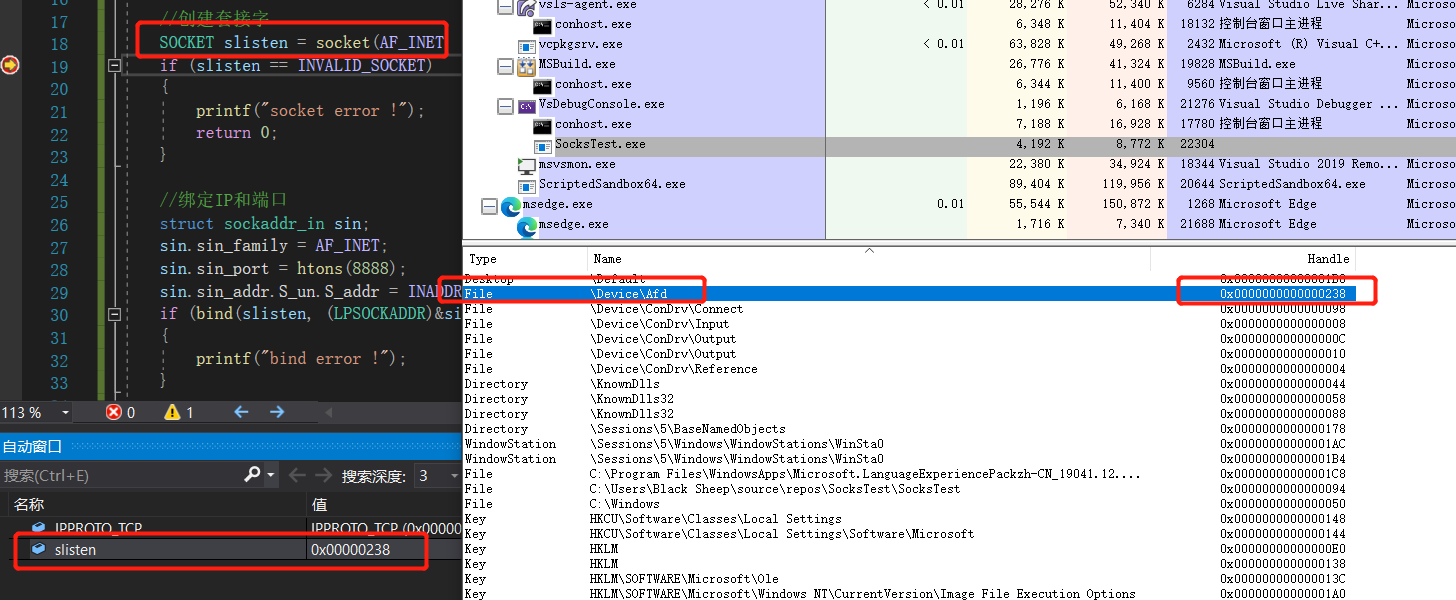 17 //创建套接字
18 SOCKET slisten = socket(AF_INET
19 if (slisten == INVALID_SOCKET)
20 {
21 printf("socket error !");
22 return 0;
23 }
24
25 //绑定IP和端口
26 struct sockaddr_in sin;
27 sin.sin_family = AF_INET;
28 sin.sin_port = htons(8888);
29 sin.sin_addr.S_un.S_addr = INADDR
30 if (bind(slisten, (LPSOCKADDR)&si
31 {
32 printf("bind error !");
33 }
113 % 0 1
自动窗口
搜索(Ctrl+E) 搜索深度: 3
名称 值
IPPROTO_TCP IPPROTO_TCP (0x00000
slisten 0x00000238
vsls-agent.exe < 0.01 28,276 K 52,340 K 6284 Visual Studio Live Shar... Microso
conhost.exe 6,348 K 11,404 K 18132 控制台窗口主进程 Microso
vcpkgsrv.exe < 0.01 63,828 K 49,268 K 2432 Microsoft (R) Visual C+... Microso
MSBuild.exe 26,776 K 41,324 K 19828 MSBuild.exe Microso
conhost.exe 6,344 K 11,400 K 9560 控制台窗口主进程 Microso
VsDebugConsole.exe 1,196 K 6,168 K 21276 Visual Studio Debugger ... Microso
conhost.exe 7,188 K 16,928 K 17780 控制台窗口主进程 Microso
SocksTest.exe 4,192 K 8,772 K 22304
msvsmon.exe 22,380 K 34,924 K 18344 Visual Studio 2019 Remo... Microso
ScriptedSandbox64.exe 89,404 K 119,956 K 20644 ScriptedSandbox64.exe Microso
msedge.exe 0.01 55,544 K 150,872 K 1268 Microsoft Edge Microso
msedge.exe 1,716 K 7,340 K 21688 Microsoft Edge Microso
Type Name Handle
Desktop \Default 0x00000000000001B0
File \Device\Afd 0x0000000000000238
File \Device\ConDrv\Connect 0x0000000000000098
File \Device\ConDrv\Input 0x0000000000000008
File \Device\ConDrv\Output 0x000000000000000C
File \Device\ConDrv\Output 0x0000000000000010
File \Device\ConDrv\Reference 0x0000000000000004
Directory \KnownDlls 0x0000000000000044
Directory \KnownDlls32 0x0000000000000058
Directory \KnownDlls32 0x0000000000000088
Directory \Sessions\5\BaseNamedObjects 0x0000000000000178
WindowStation \Sessions\5\Windows\WindowStations\WinSta0 0x00000000000001AC
WindowStation \Sessions\5\Windows\WindowStations\WinSta0 0x00000000000001B4
File C:\Program Files\WindowsApps\Microsoft.LanguageExperiencePackzh-CN_19041.12.... 0x00000000000001C8
File C:\Users\Black Sheep\source\repos\SocksTest\SocksTest 0x0000000000000094
File C:\Windows 0x0000000000000050
Key HKCU\Software\Classes\Local Settings 0x0000000000000148
Key HKCU\Software\Classes\Local Settings\Software\Microsoft 0x0000000000000144
Key HKLM 0x00000000000000E0
Key HKLM 0x0000000000000138
Key HKLM\SOFTWARE\Microsoft\Ole 0x000000000000013C
Key HKLM\SOFTWARE\Microsoft\Windows NT\CurrentVersion\Image File Execution Options 0x00000000000001A0